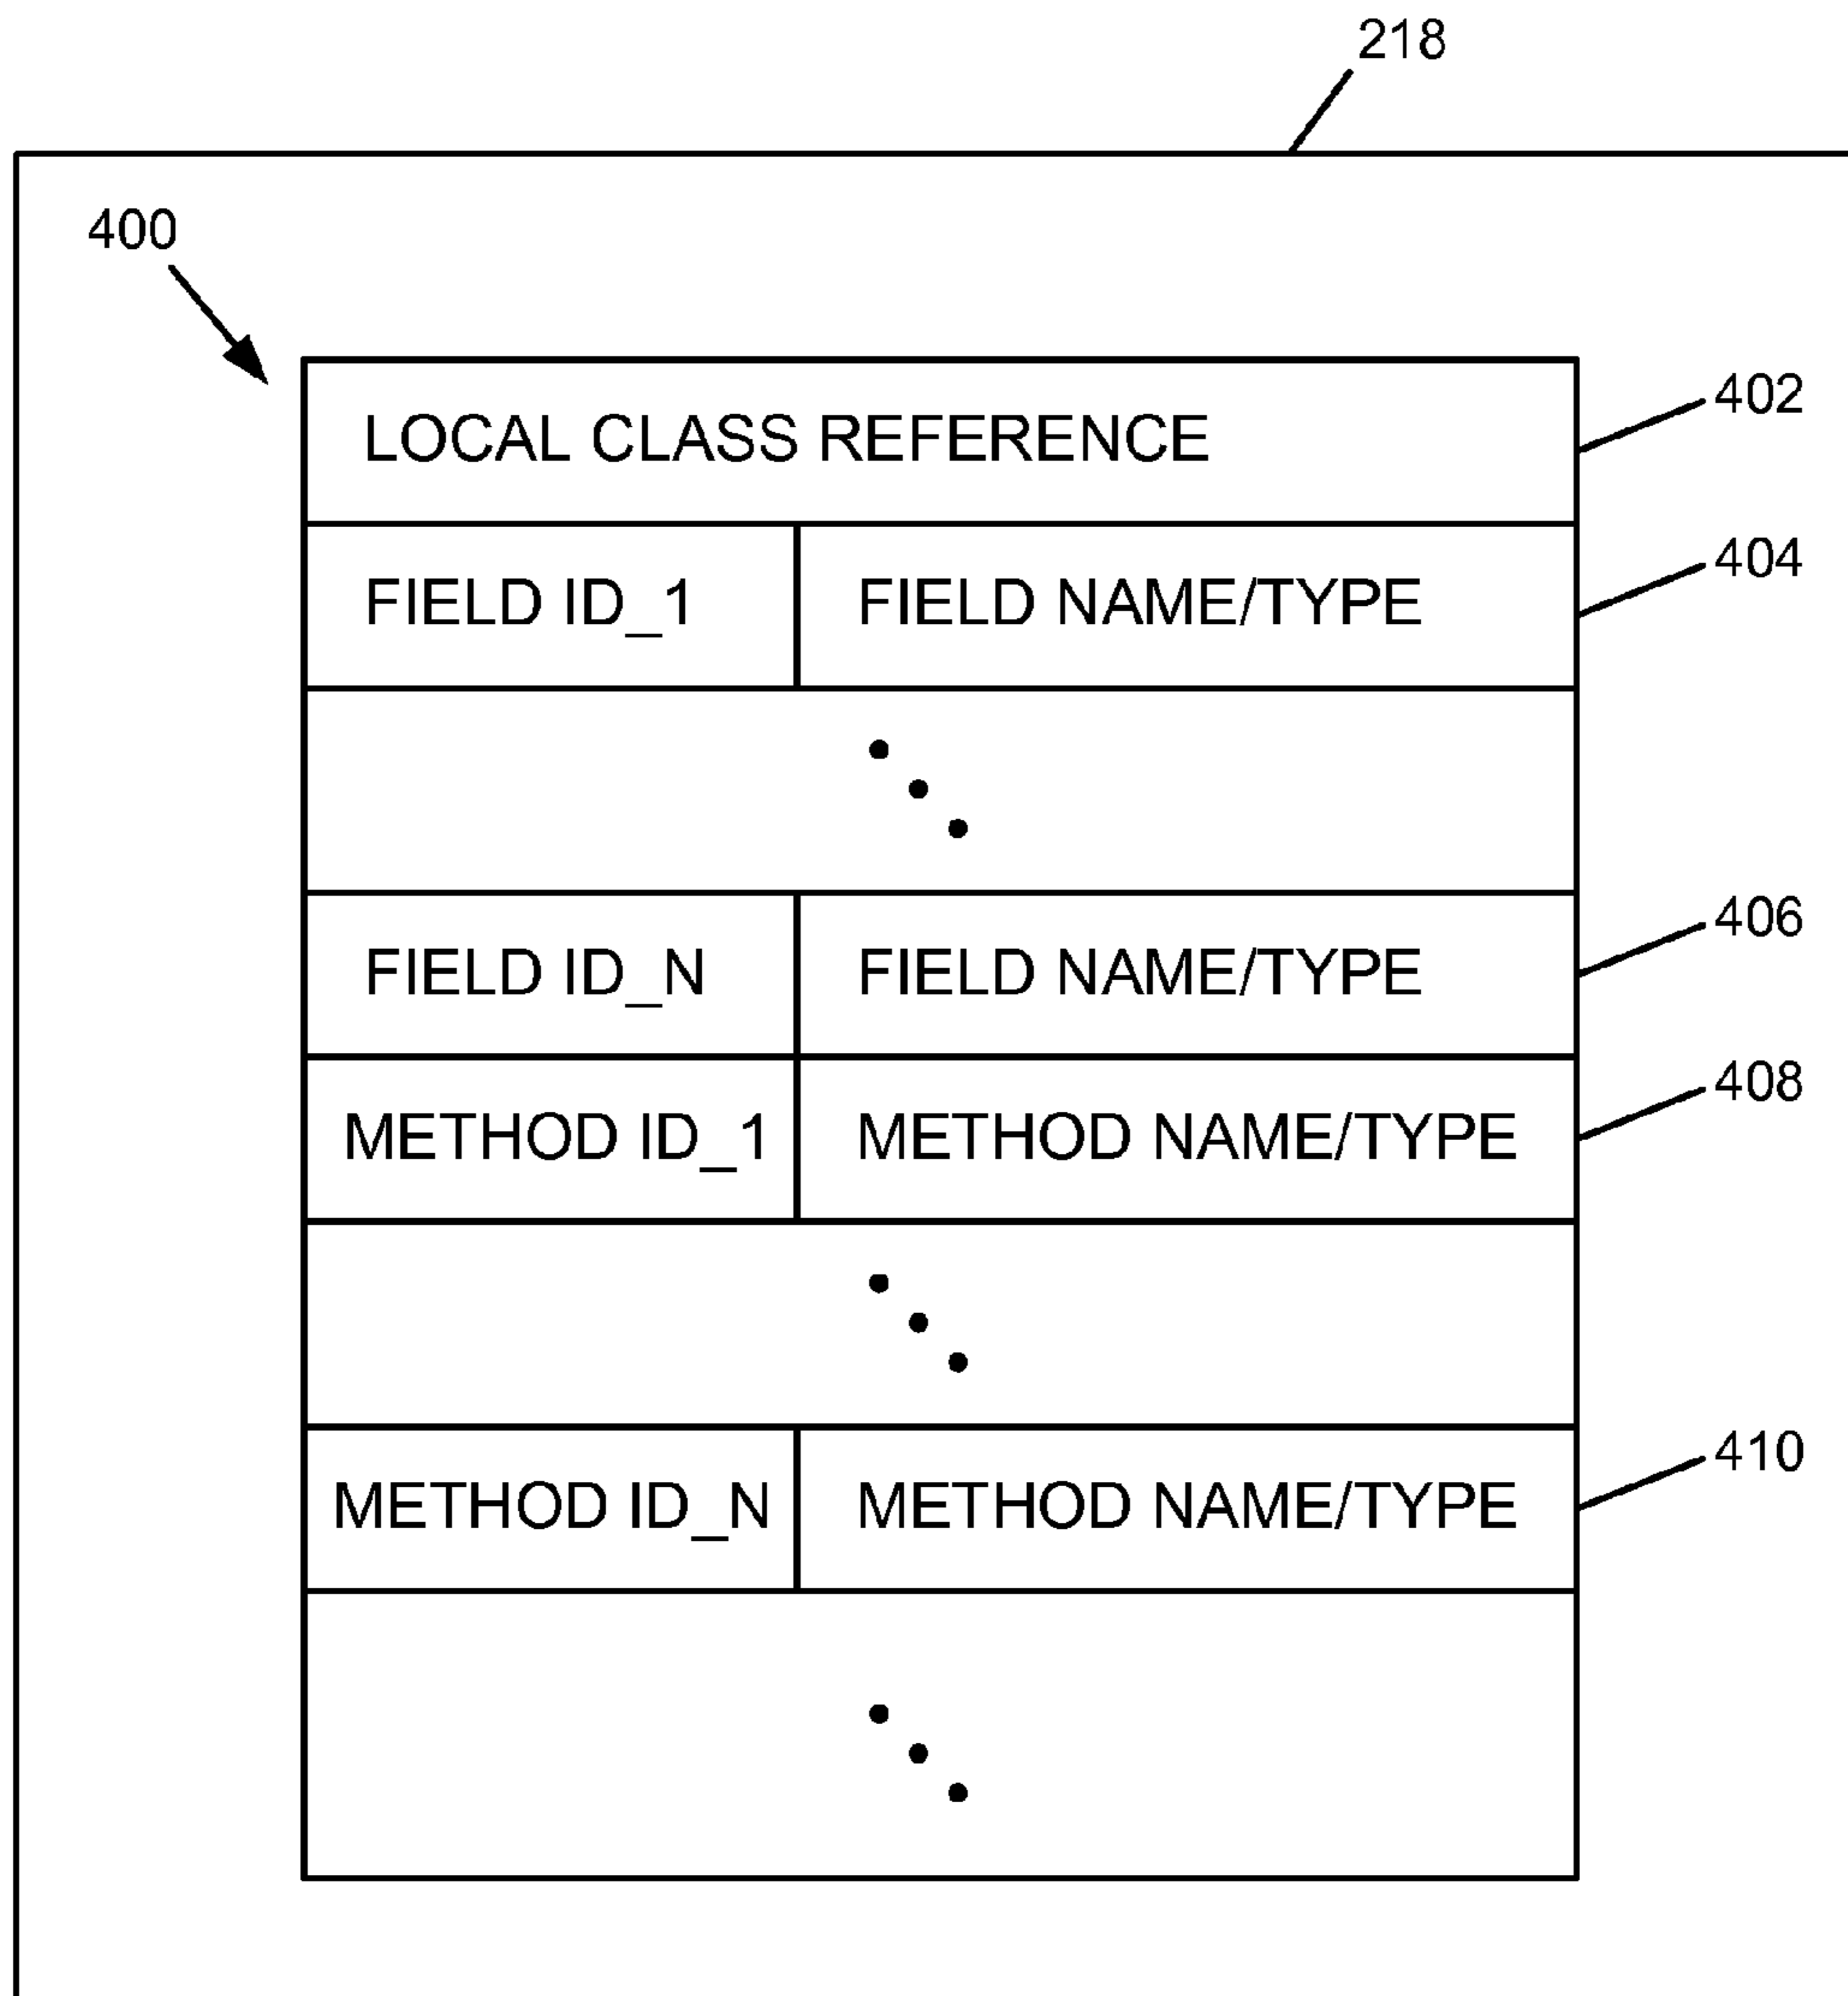 218
400
LOCAL CLASS REFERENCE
402
FIELD ID_1 FIELD NAME/TYPE
404
FIELD ID_N FIELD NAME/TYPE
406
METHOD ID_1 METHOD NAME/TYPE
408
METHOD ID_N METHOD NAME/TYPE
410